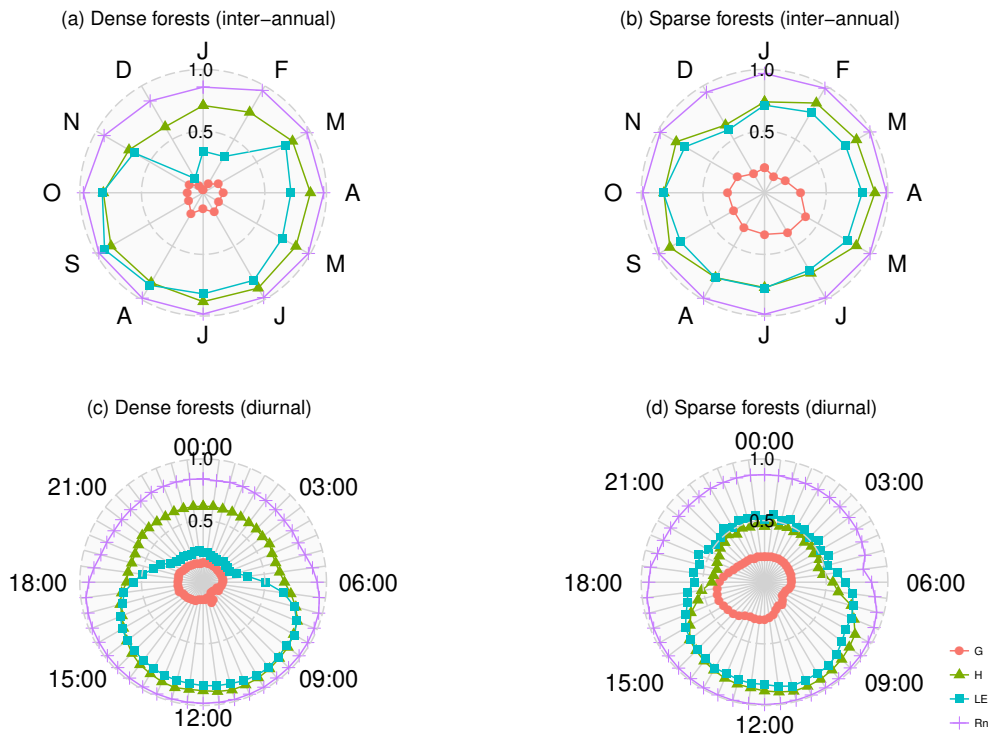 (a) Dense forests (inter−annual)
J
F
M
A
M
J
J
A
S
O
N
D
1.0
0.5
(b) Sparse forests (inter−annual)
J
F
M
A
M
J
J
A
S
O
N
D
1.0
0.5
(c) Dense forests (diurnal)
00:00
03:00
06:00
09:00
12:00
15:00
18:00
21:00
1.0
0.5
(d) Sparse forests (diurnal)
00:00
03:00
06:00
09:00
12:00
15:00
18:00
21:00
1.0
0.5
G
H
LE
Rn